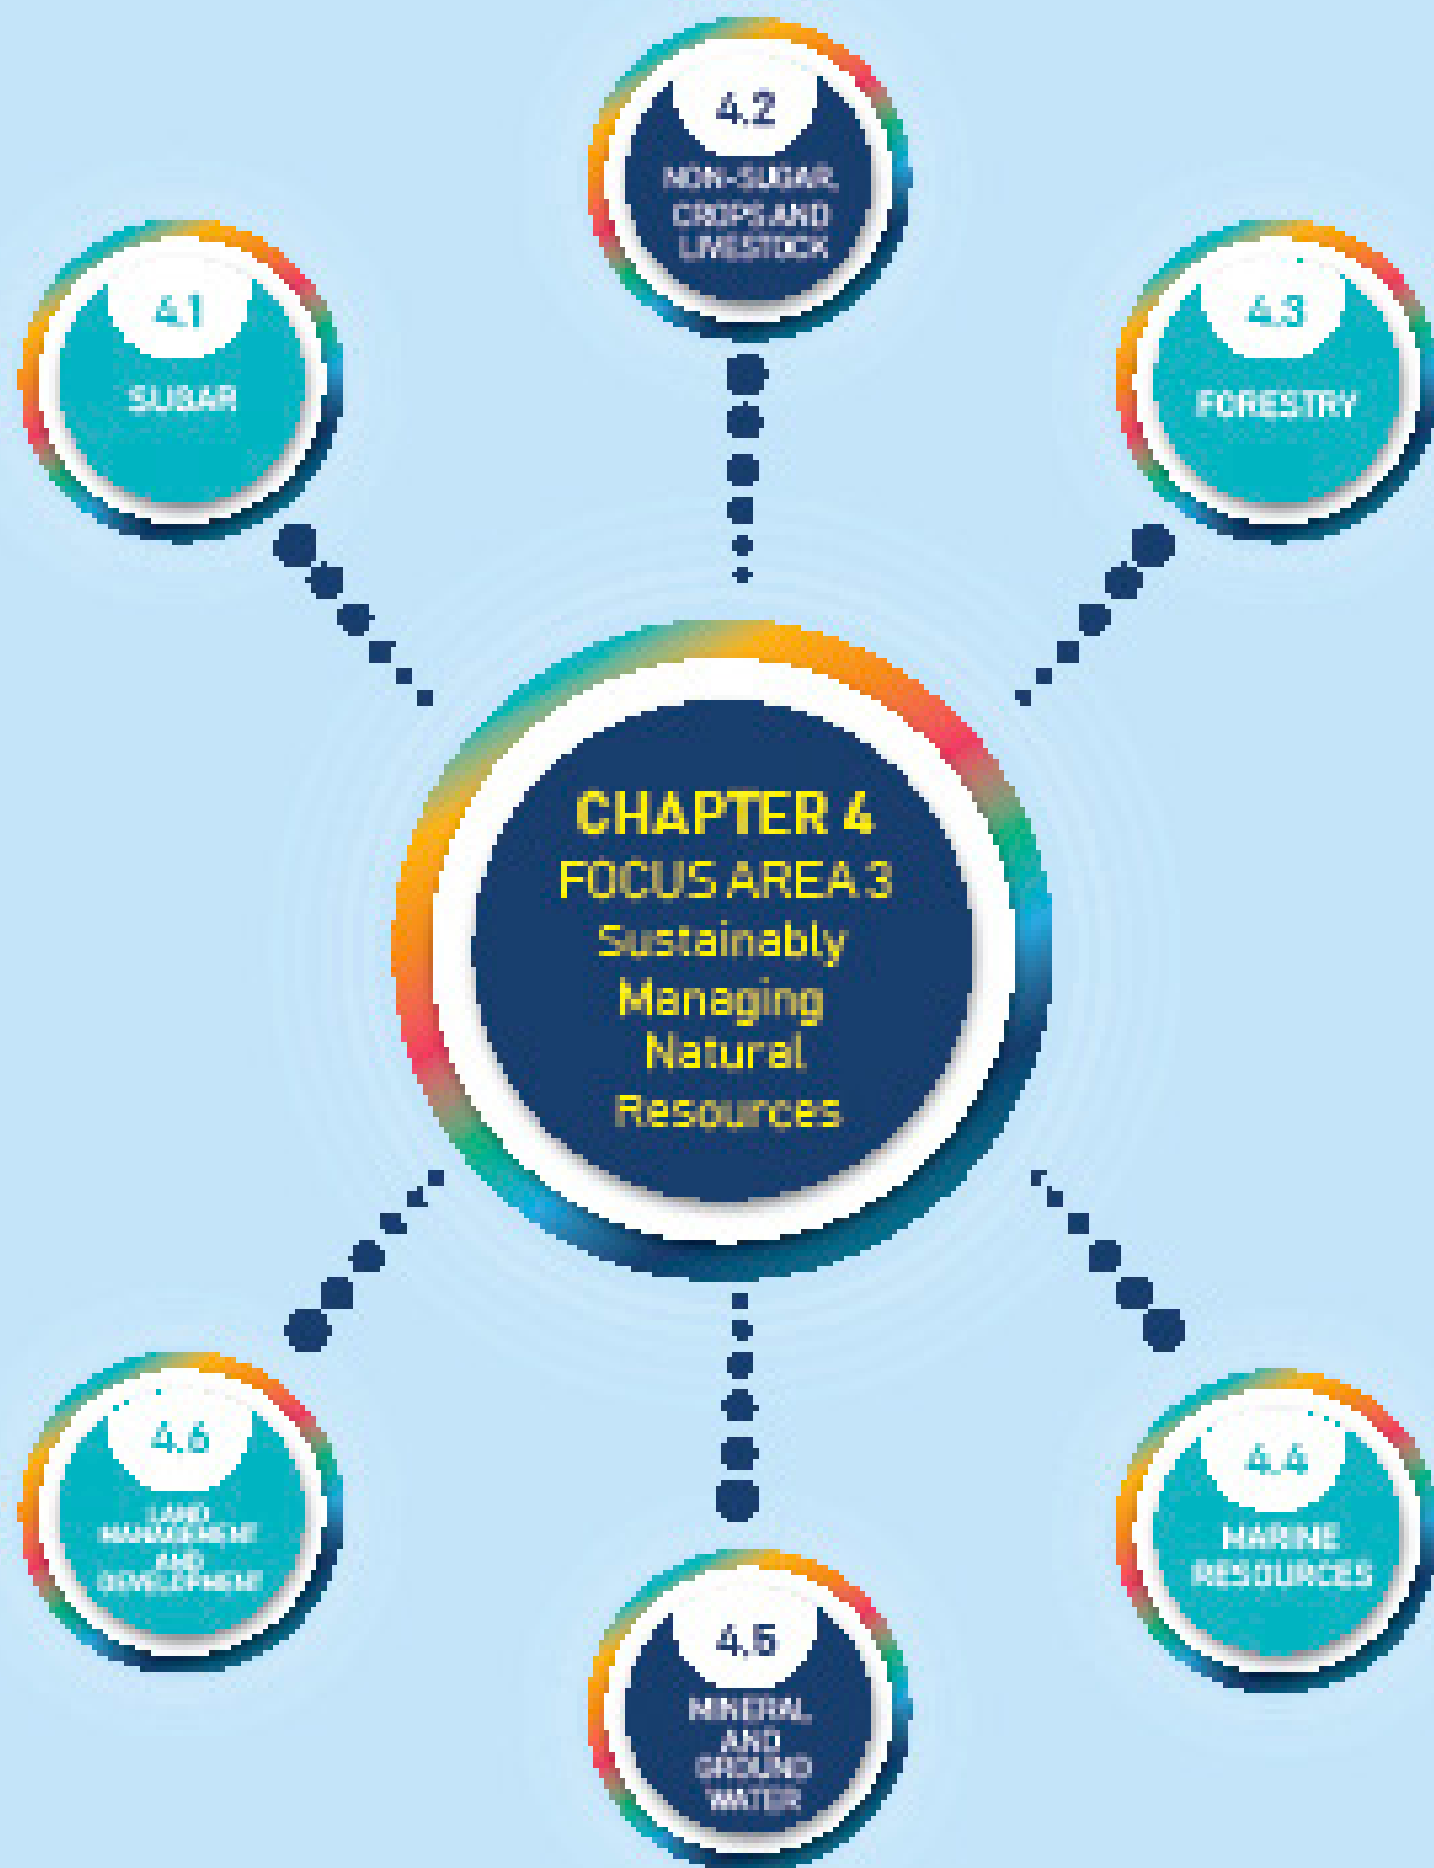 4.2
NON-SUGAR,
CROPS AND
LIVESTOCK
4.1
SUGAR
4.3
FORESTRY
CHAPTER 4
FOCUS AREA 3
Sustainably
Managing
Natural
Resources
4.6
LAND
MANAGEMENT
AND
DEVELOPMENT
4.4
MARINE
RESOURCES
4.5
MINERAL
AND
GROUND
WATER